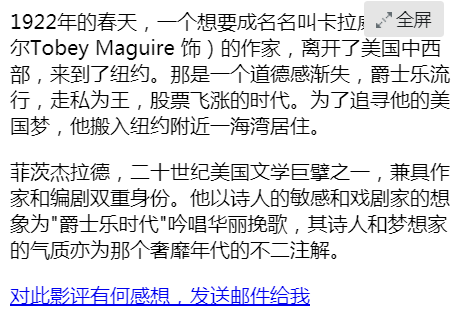 1922年的春天，一个想要成名名叫卡拉
全屏
尔Tobey Maguire 饰）的作家，离开了美国中西
部，来到了纽约。那是一个道德感渐失，爵士乐流
行，走私为王，股票飞涨的时代。为了追寻他的美
国梦，他搬入纽约附近一海湾居住。
菲茨杰拉德，二十世纪美国文学巨擘之一，兼具作
家和编剧双重身份。他以诗人的敏感和戏剧家的想
象为"爵士乐时代"吟唱华丽挽歌，其诗人和梦想家
的气质亦为那个奢靡年代的不二注解。
对此影评有何感想，发送邮件给我